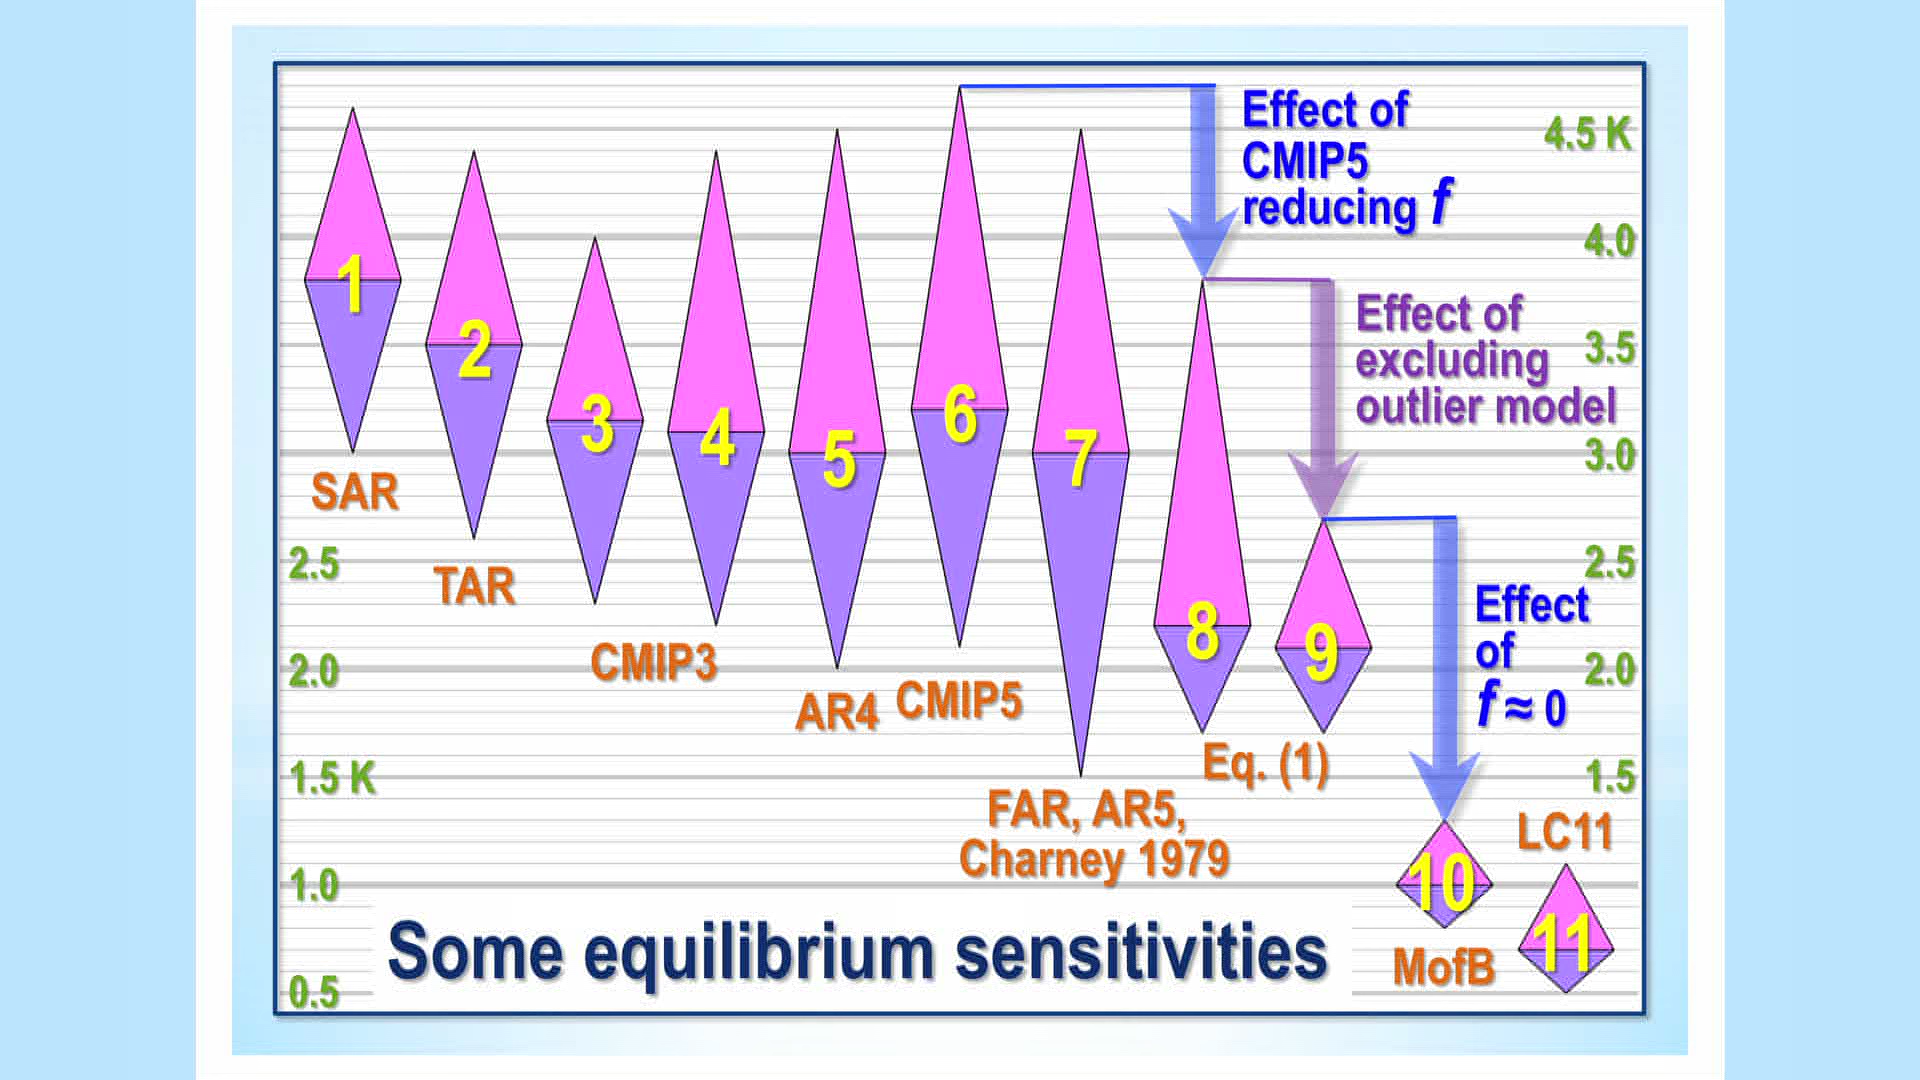 Effect of
CMIP5
reducing f
4.5 K
4.0
1
2
3
4
5
6
7
Effect of
excluding
outlier model
3.5
3.0
SAR
2.5
TAR
CMIP3
2.0
AR4
CMIP5
8
9
Effect
of
f ≈ 0
2.5
2.0
1.5 K
Eq. (1)
1.5
FAR, AR5,
Charney 1979
LC11
1.0
10
11
Some equilibrium sensitivities
MofB
0.5